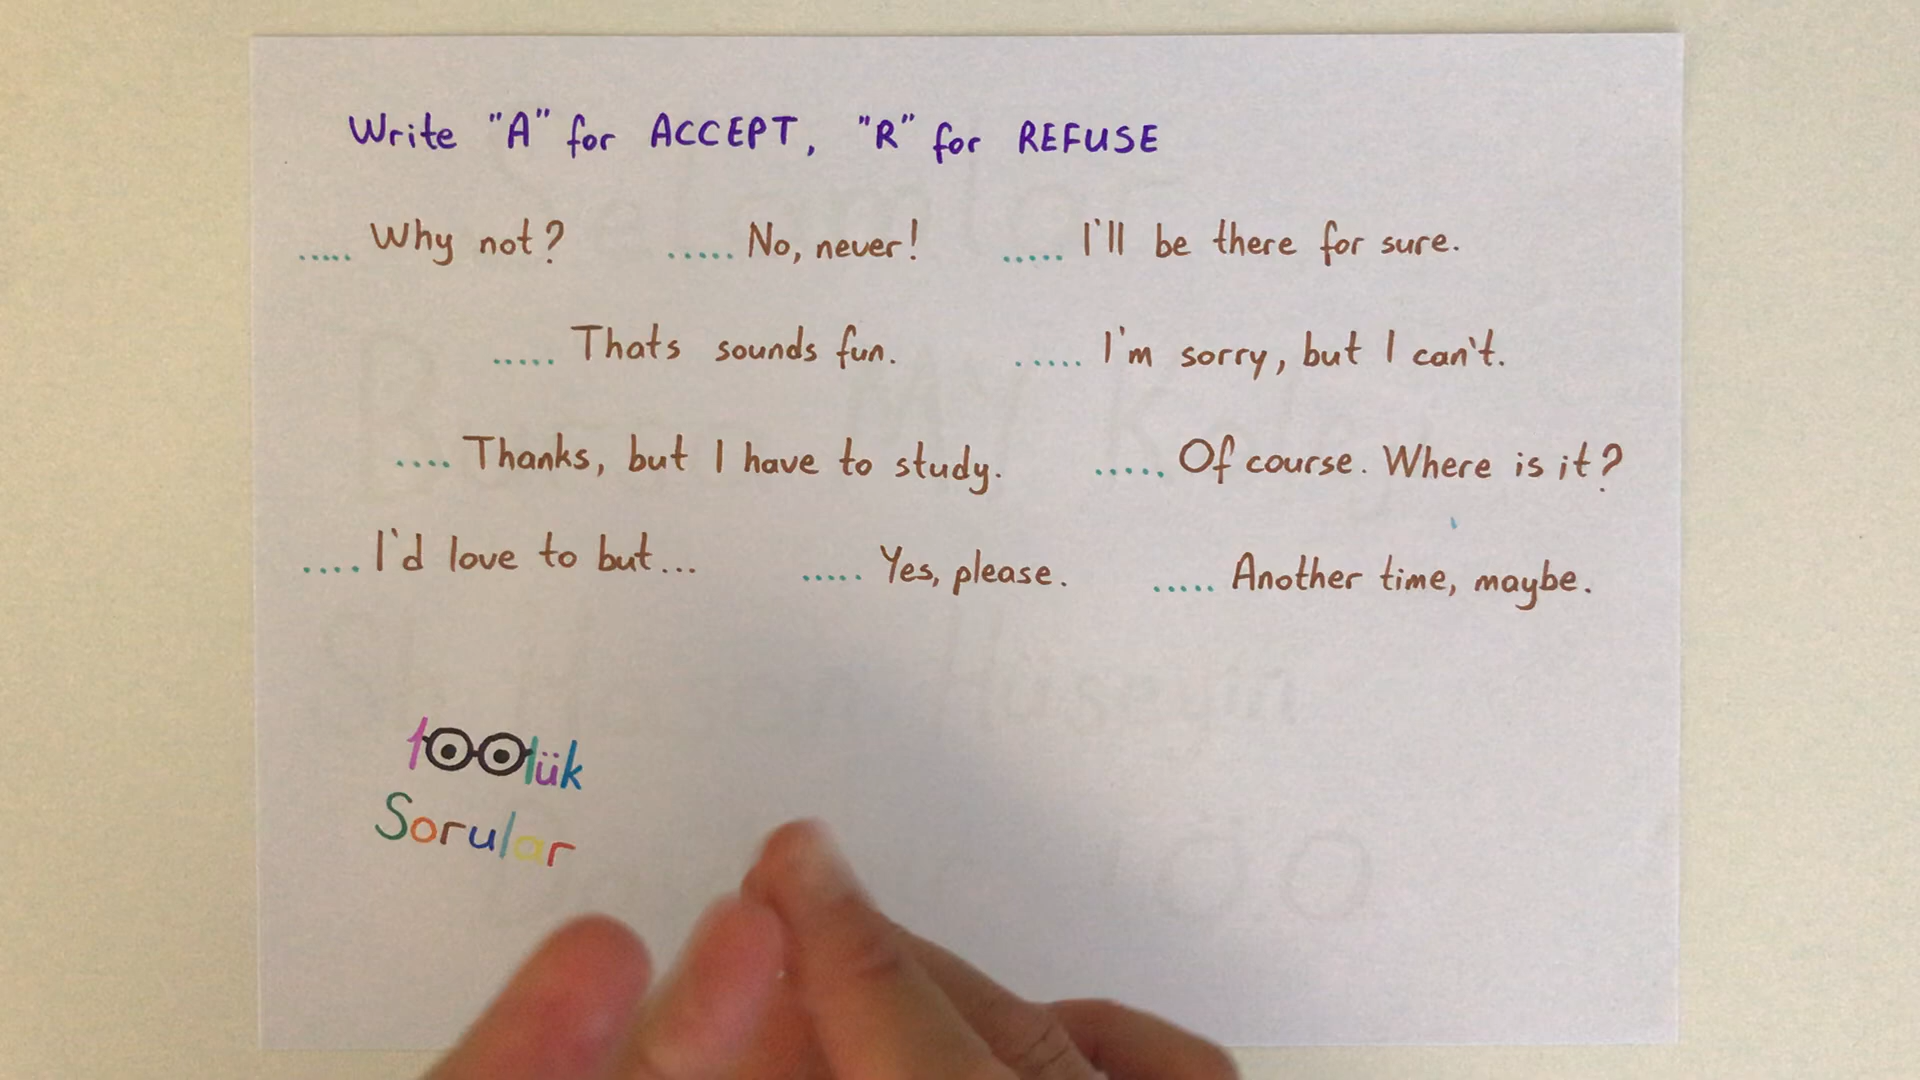 Write "A" for ACCEPT, "R" for REFUSE
..... Why not? ..... No, never! ..... I'll be there for sure.
..... Thats sounds fun. ..... I'm sorry, but I can't.
.... Thanks, but I have to study. ..... Of course. Where is it?
.... I'd love to but... ..... Yes, please. ..... Another time, maybe.
100lük
Sorular